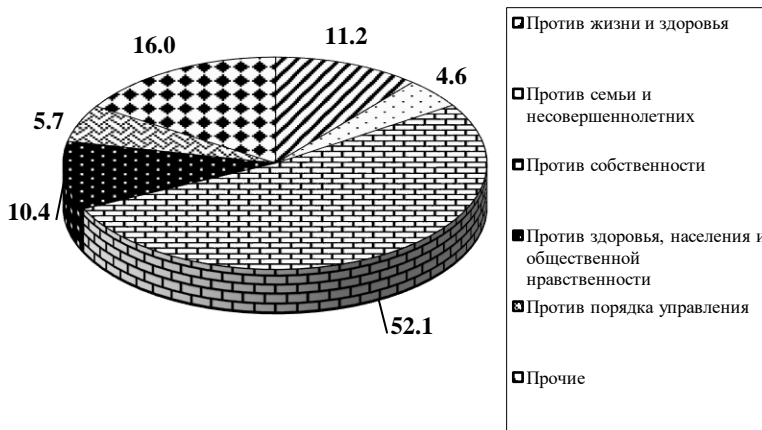 16.0
11.2
4.6
5.7
10.4
52.1
Против жизни и здоровья
Против семьи и
несовершеннолетних
Против собственности
Против здоровья, населения и
общественной
нравственности
Против порядка управления
Прочие